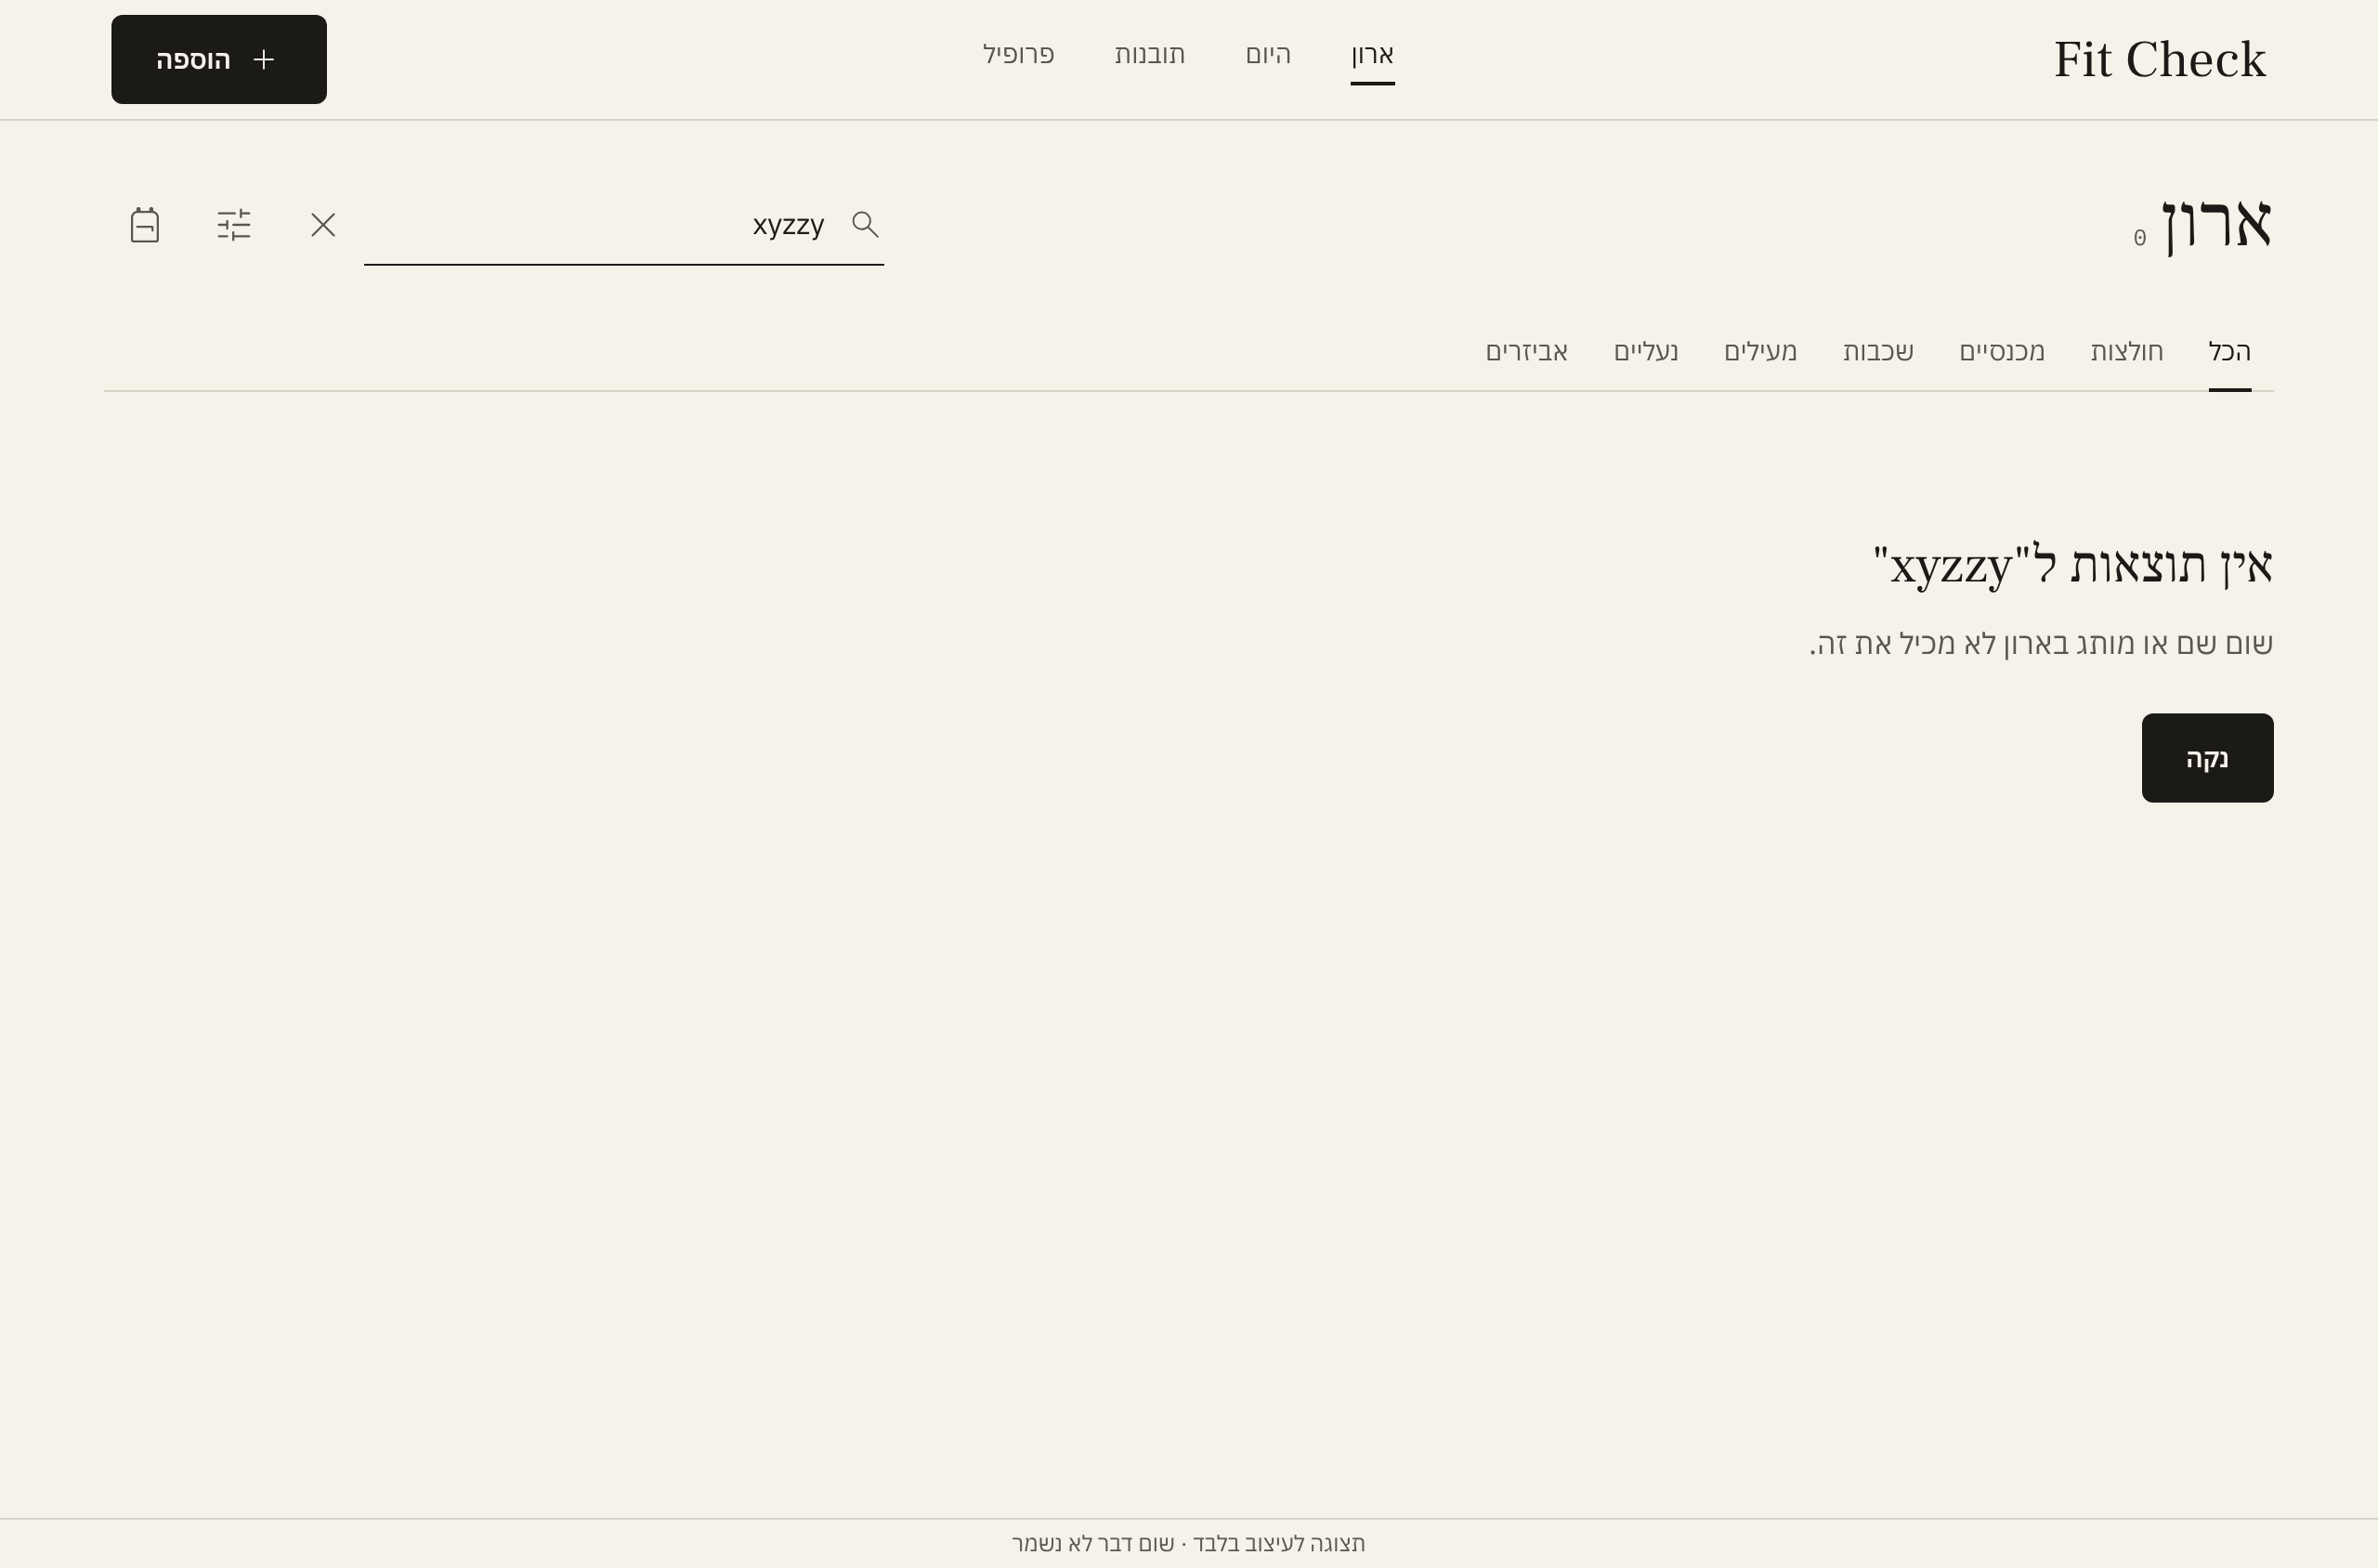 Fit Check
ארון
היום
תובנות
פרופיל
הוספה
ארון 0
xyzzy
הכל
חולצות
מכנסיים
שכבות
מעילים
נעליים
אביזרים
אין תוצאות ל"xyzzy"
שום שם או מותג בארון לא מכיל את זה.
נקה
תצוגה לעיצוב בלבד · שום דבר לא נשמר